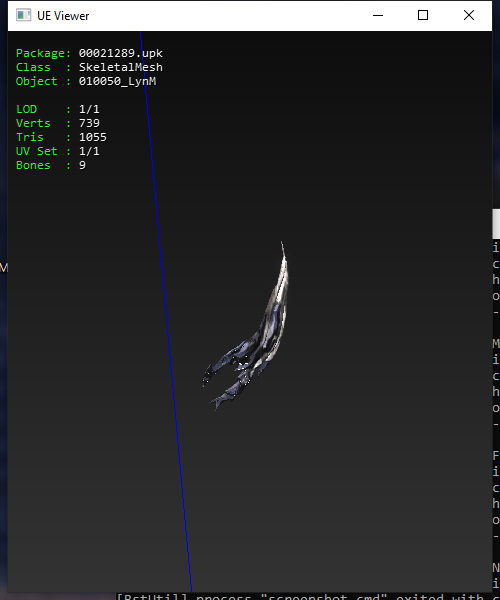 UE Viewer
Package: 00021289.upk
Class : SkeletalMesh
Object : 010050_LynM
LOD : 1/1
Verts : 739
Tris : 1055
UV Set : 1/1
Bones : 9
M
i
c
h
o
-
M
i
c
h
o
-
F
i
c
h
o
-
N
i
[BstUtil] process "screenshot.cmd" exited with c